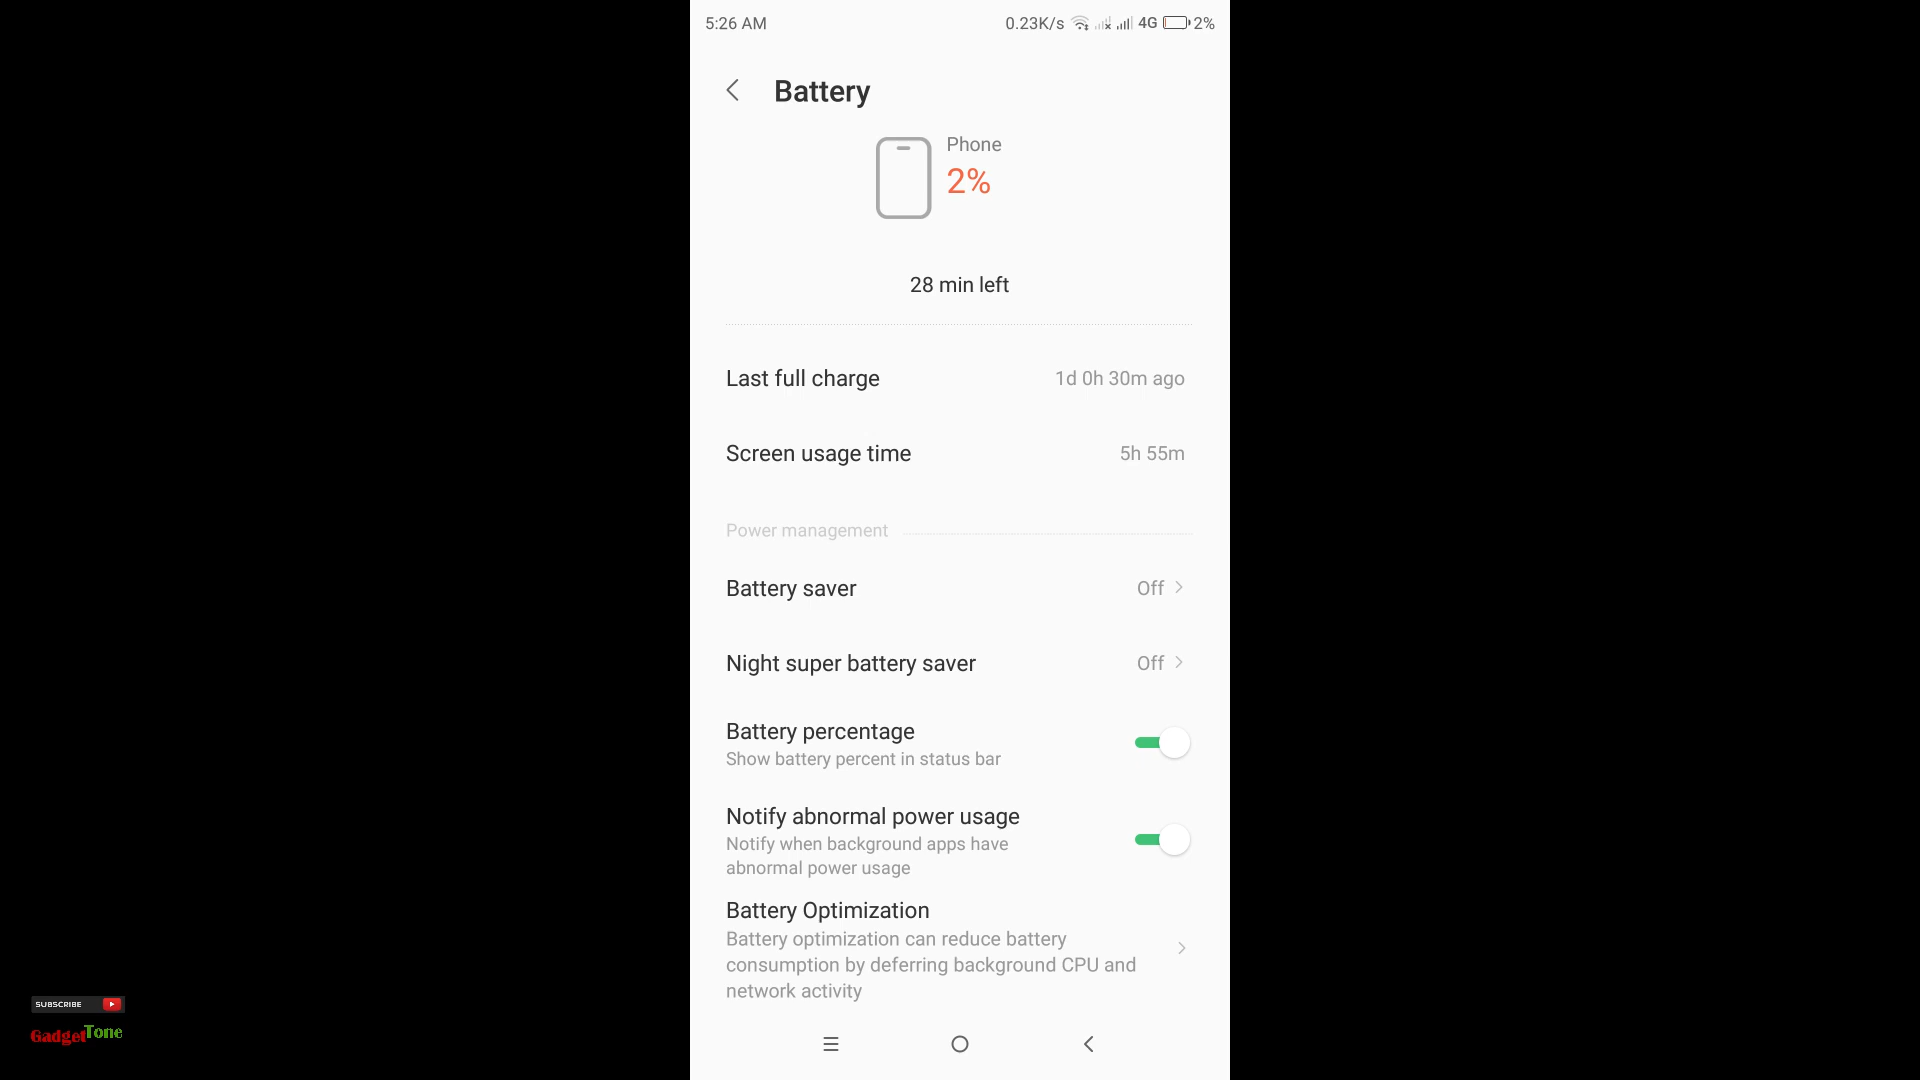 5:26 AM 0.23K/s 4G 2%
Battery
Phone
2%
28 min left
Last full charge 1d 0h 30m ago
Screen usage time 5h 55m
Power management
Battery saver Off
Night super battery saver Off
Battery percentage
Show battery percent in status bar
Notify abnormal power usage
Notify when background apps have
abnormal power usage
Battery Optimization
Battery optimization can reduce battery
consumption by deferring background CPU and
network activity
SUBSCRIBE
GadgetTone